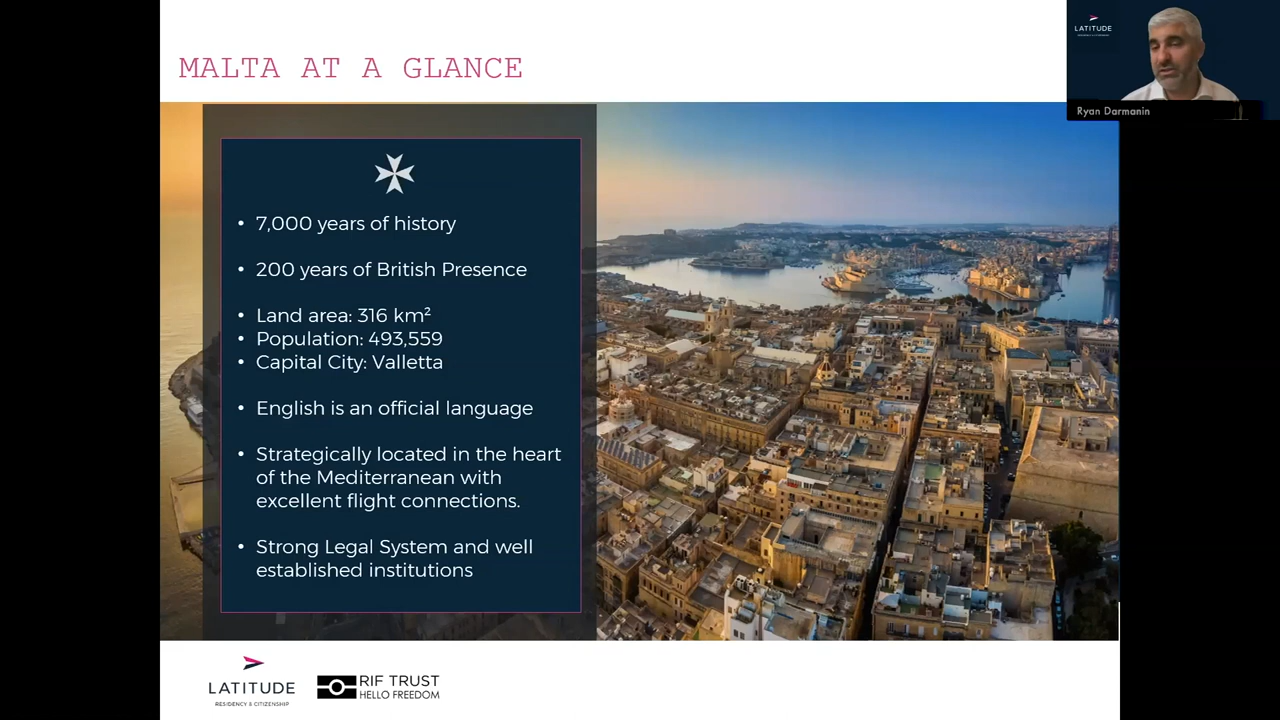 MALTA AT A GLANCE
LATITUDE
RESIDENCY & CITIZENSHIP
Ryan Darmanin
• 7,000 years of history
• 200 years of British Presence
• Land area: 316 km²
• Population: 493,559
• Capital City: Valletta
• English is an official language
• Strategically located in the heart
of the Mediterranean with
excellent flight connections.
• Strong Legal System and well
established institutions
LATITUDE
RESIDENCY & CITIZENSHIP
RIF TRUST
HELLO FREEDOM